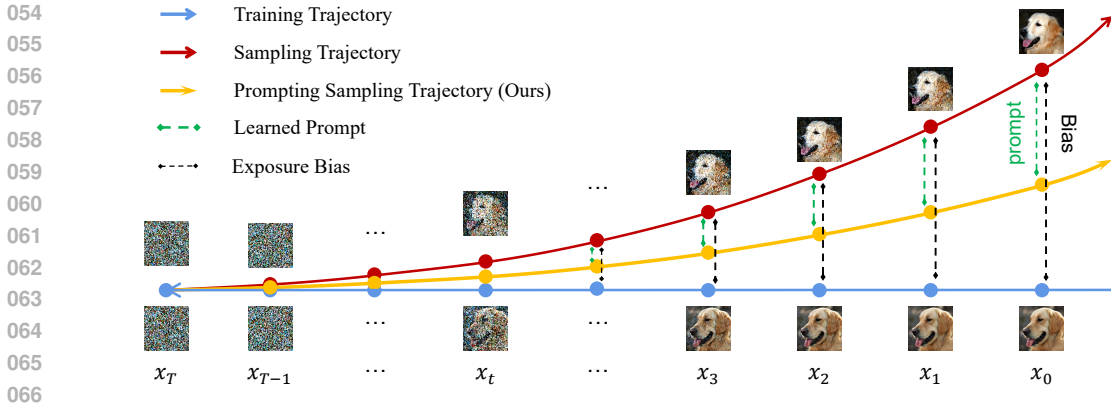 054
Training Trajectory
055
Sampling Trajectory
056
057
Prompting Sampling Trajectory (Ours)
058
Learned Prompt
059
Exposure Bias
prompt
Bias
060
...
061
...
062
063
064
... ...
065
x_T x_{T-1} ... x_t ... x_3 x_2 x_1 x_0
066